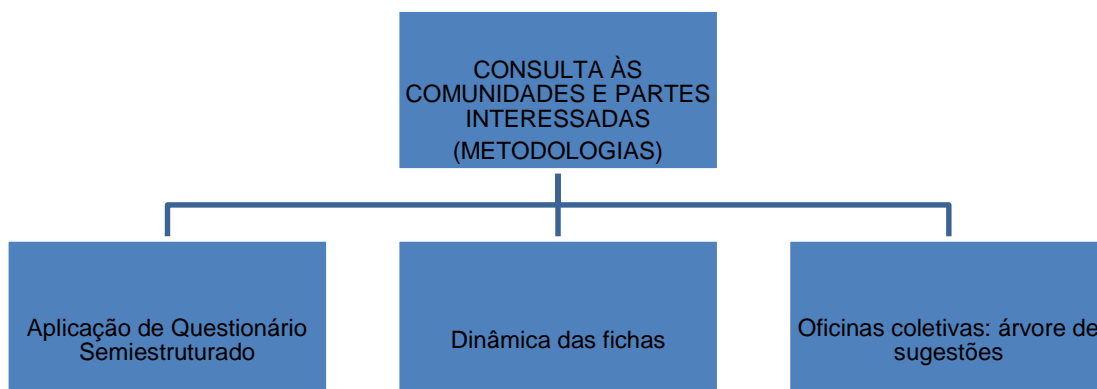 CONSULTA ÀS
COMUNIDADES E PARTES
INTERESSADAS
(METODOLOGIAS)
Aplicação de Questionário
Semiestruturado
Dinâmica das fichas
Oficinas coletivas: árvore de
sugestões